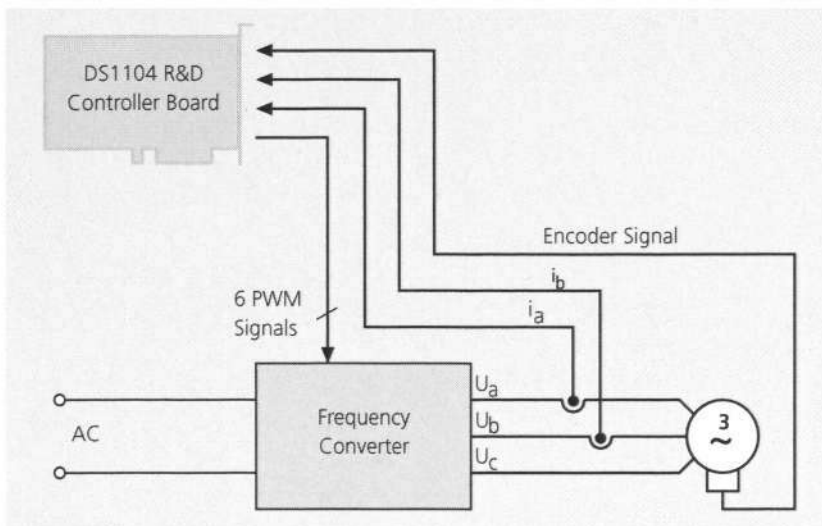 DS1104 R&D
Controller Board
Encoder Signal
i_b
i_a
6 PWM
Signals
U_a
U_b
U_c
AC
Frequency
Converter
3
~